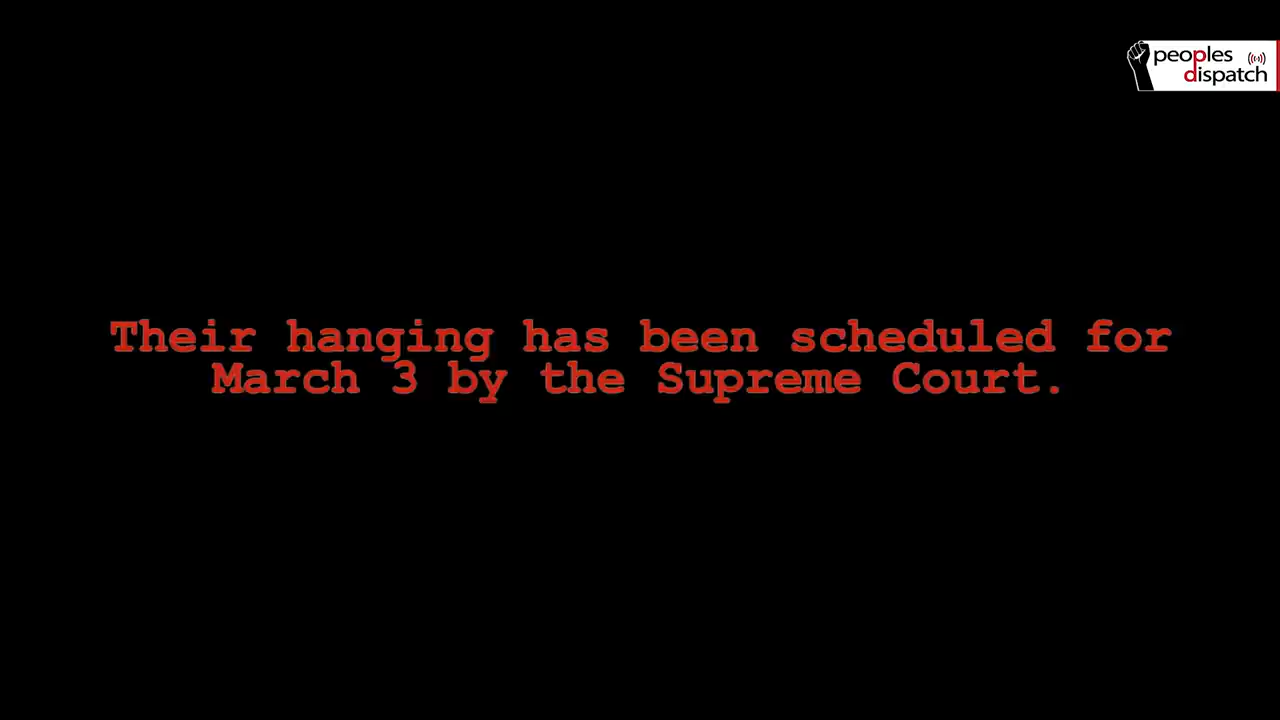 peoples
dispatch
Their hanging has been scheduled for
March 3 by the Supreme Court.